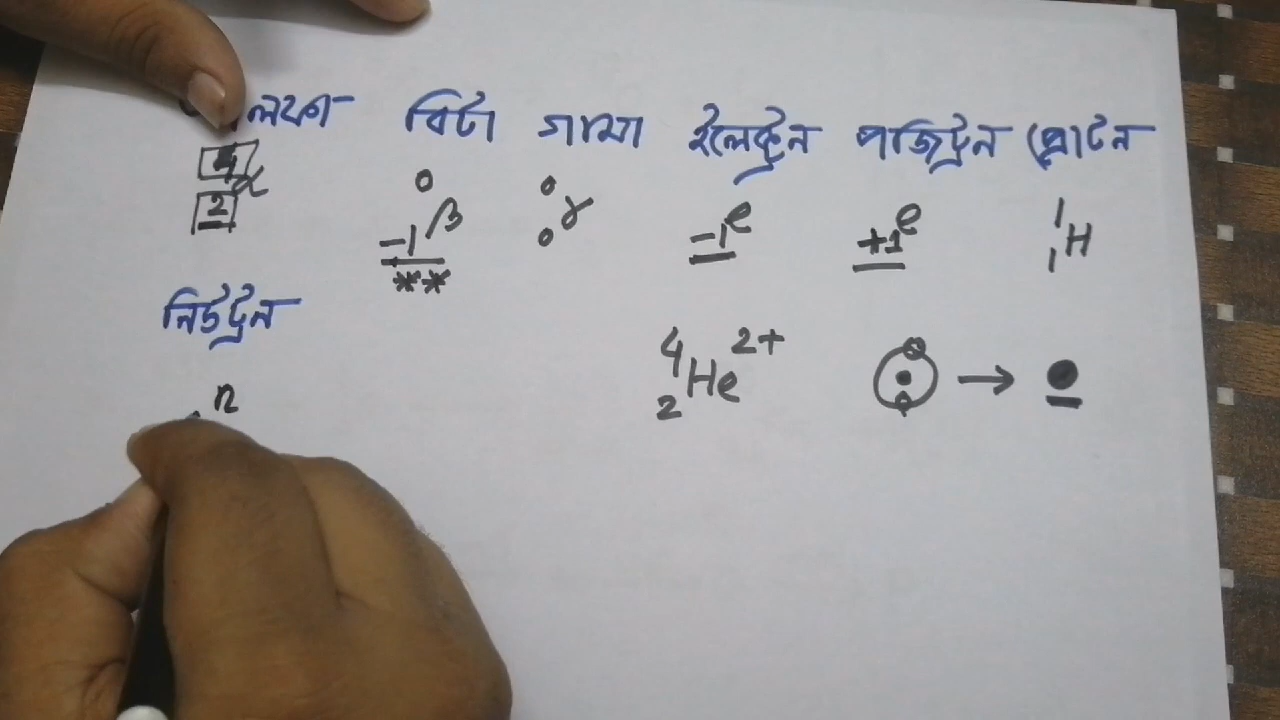 বিটা গামা ইলেকট্রন পজিট্রন প্রোটন
4 2 α 0 -1 β ** 0 0 γ -1 e +1 e 1 1 H
নিউট্রন
4 2 He 2+ →
n